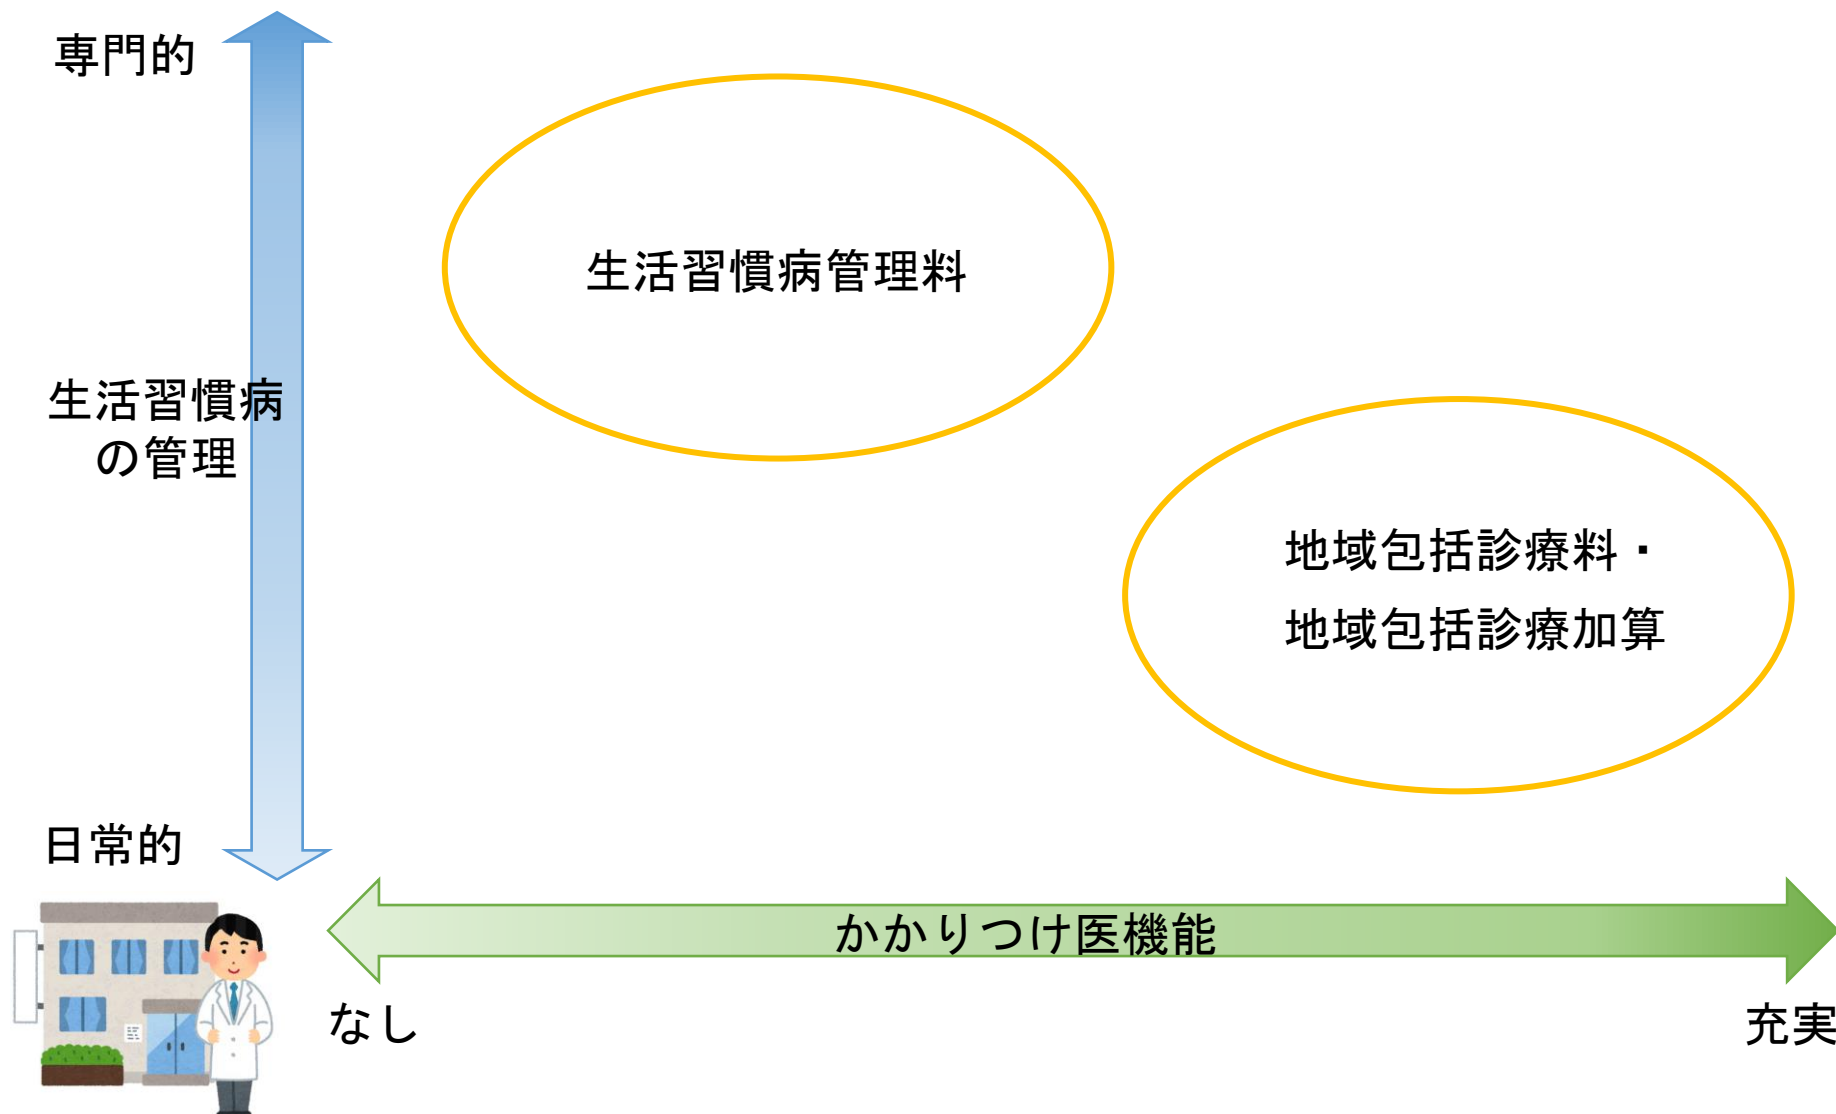 専門的
生活習慣病管理料
生活習慣病
の管理
地域包括診療料・
地域包括診療加算
日常的
かかりつけ医機能
なし
充実